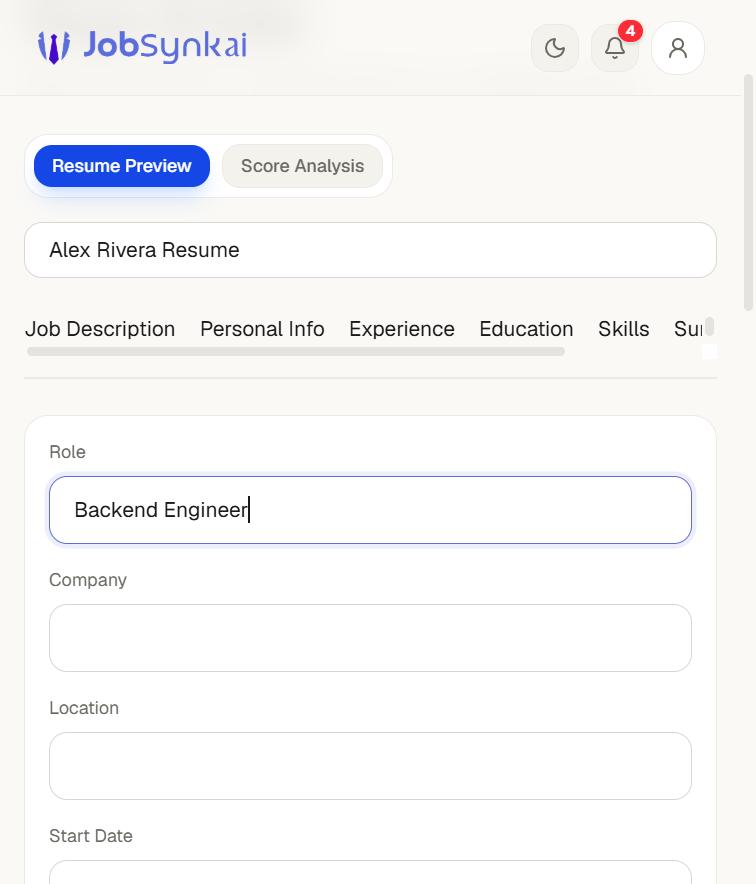 JobSynkai
4
Resume Preview Score Analysis
Alex Rivera Resume
Job Description Personal Info Experience Education Skills
Role
Backend Engineer
Company
Location
Start Date